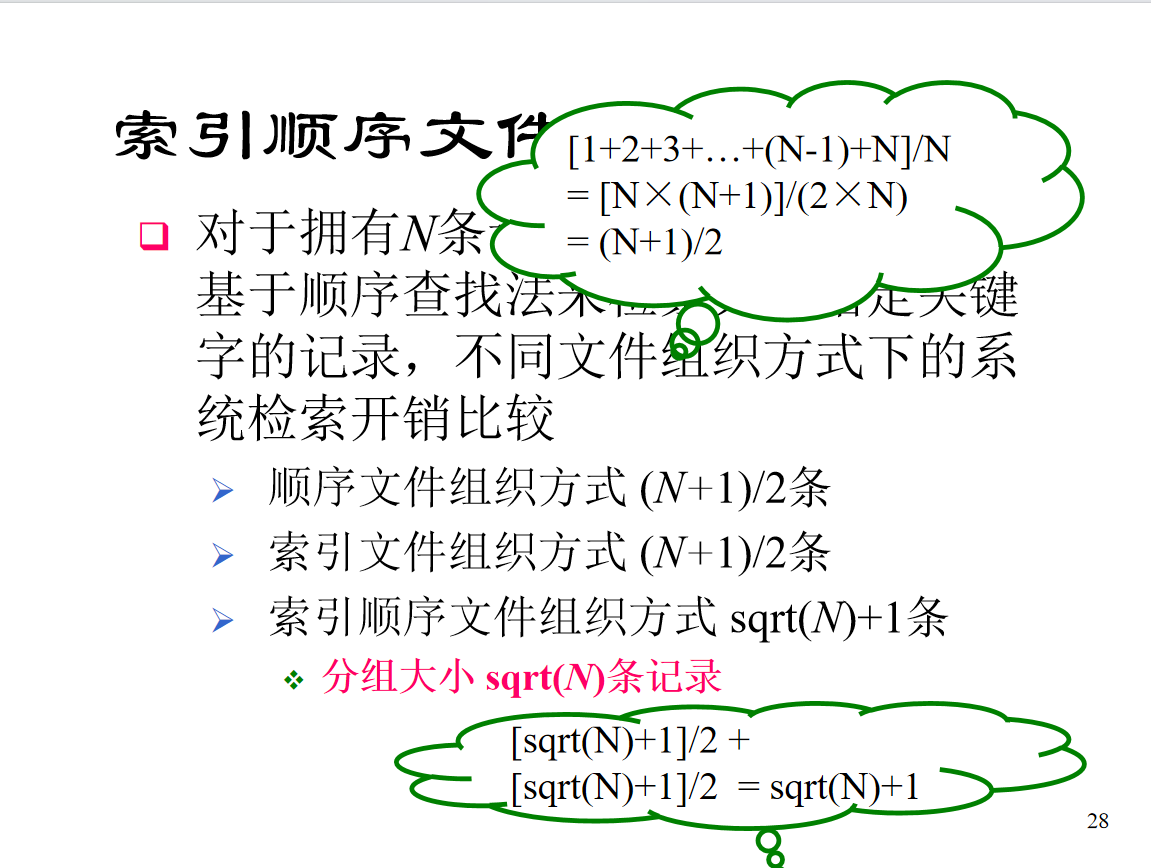 索引顺序文件
[1+2+3+…+(N-1)+N]/N
= [N×(N+1)]/(2×N)
= (N+1)/2
对于拥有N条
基于顺序查找法来 定关键
字的记录，不同文件组织方式下的系
统检索开销比较
顺序文件组织方式 (N+1)/2条
索引文件组织方式 (N+1)/2条
索引顺序文件组织方式 sqrt(N)+1条
分组大小 sqrt(N)条记录
[sqrt(N)+1]/2 +
[sqrt(N)+1]/2 = sqrt(N)+1
28